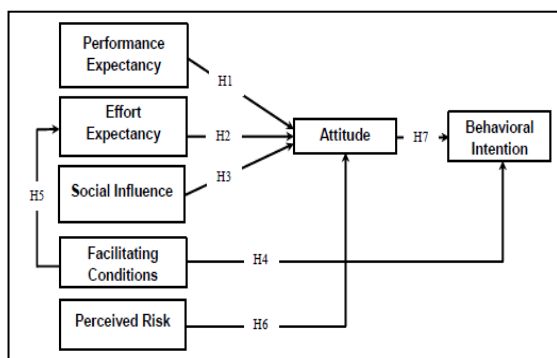 Performance
Expectancy
H1
Effort
Expectancy
H2
Attitude
H7
Behavioral
Intention
H3
Social Influence
H5
Facilitating
Conditions
H4
Perceived Risk
H6